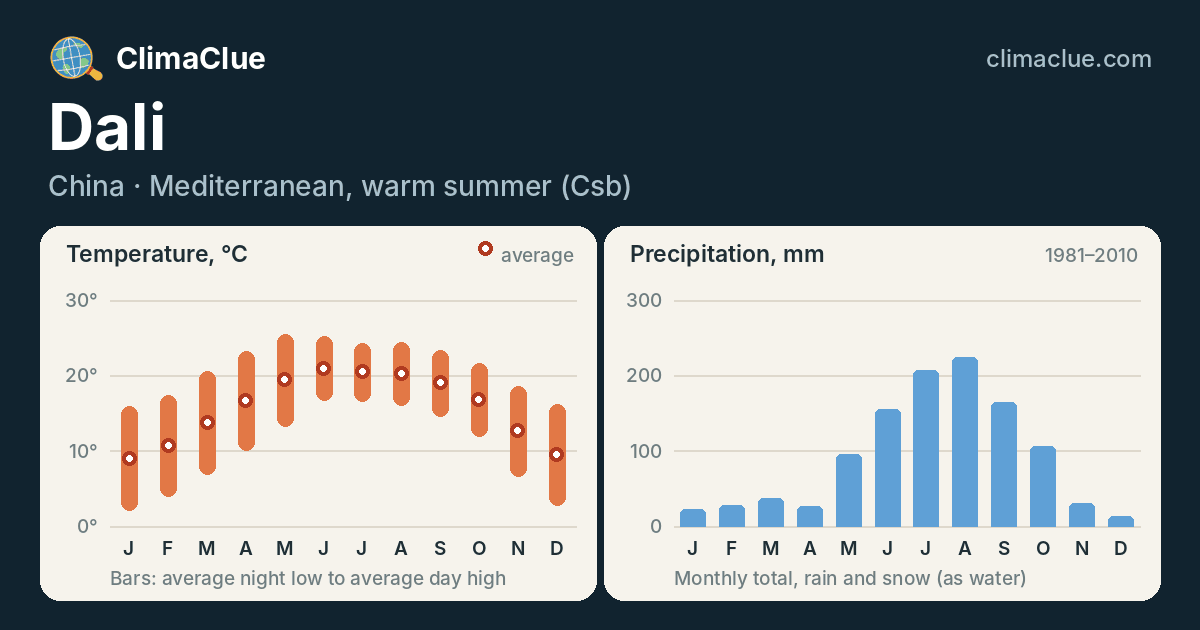 ClimaClue
climaclue.com
Dali
China · Mediterranean, warm summer (Csb)
Temperature, °C
average
30°
20°
10°
0°
J F M A M J J A S O N D
Bars: average night low to average day high
Precipitation, mm
1981–2010
300
200
100
0
J F M A M J J A S O N D
Monthly total, rain and snow (as water)